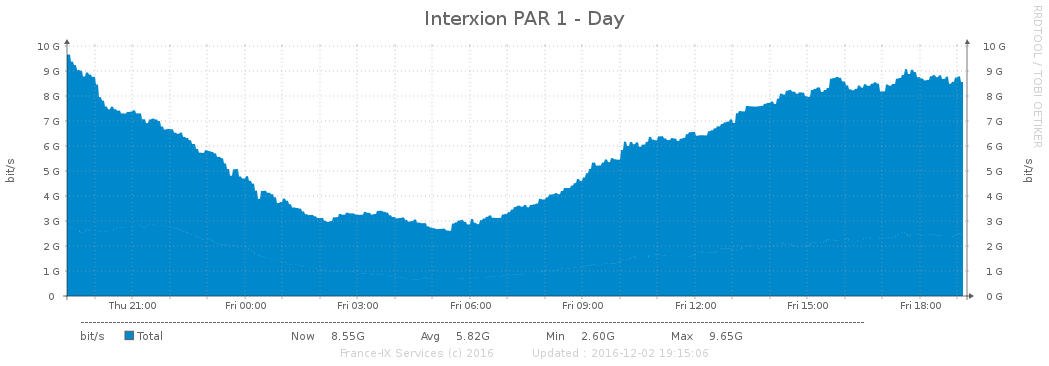 Interxion PAR 1 - Day
RRDTOOL / TOBI OETIKER
bit/s
10 G 10 G
9 G 9 G
8 G 8 G
7 G 7 G
6 G 6 G
5 G 5 G
4 G 4 G
3 G 3 G
2 G 2 G
1 G 1 G
0 0 G
bit/s
Thu 21:00 Fri 00:00 Fri 03:00 Fri 06:00 Fri 09:00 Fri 12:00 Fri 15:00 Fri 18:00
bit/s Total Now 8.55G Avg 5.82G Min 2.60G Max 9.65G
France-IX Services (c) 2016 Updated : 2016-12-02 19:15:06